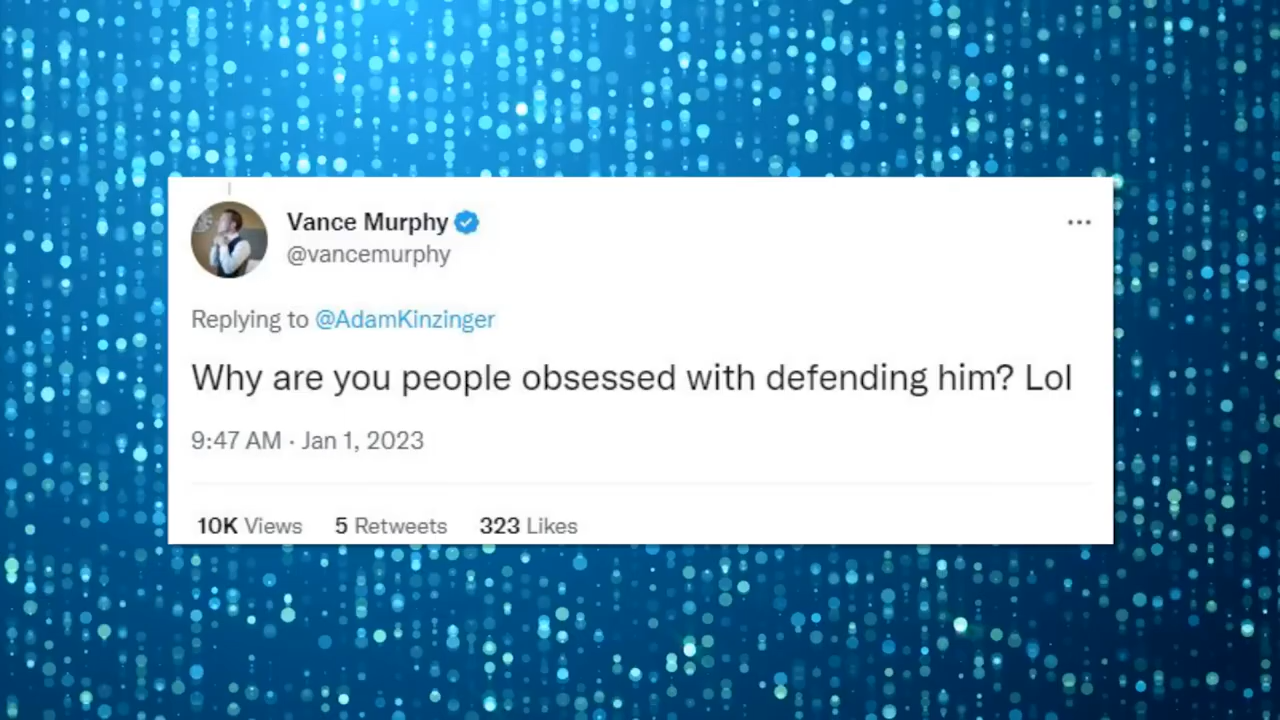 Vance Murphy
@vancemurphy
Replying to @AdamKinzinger
Why are you people obsessed with defending him? Lol
9:47 AM · Jan 1, 2023
10K Views 5 Retweets 323 Likes